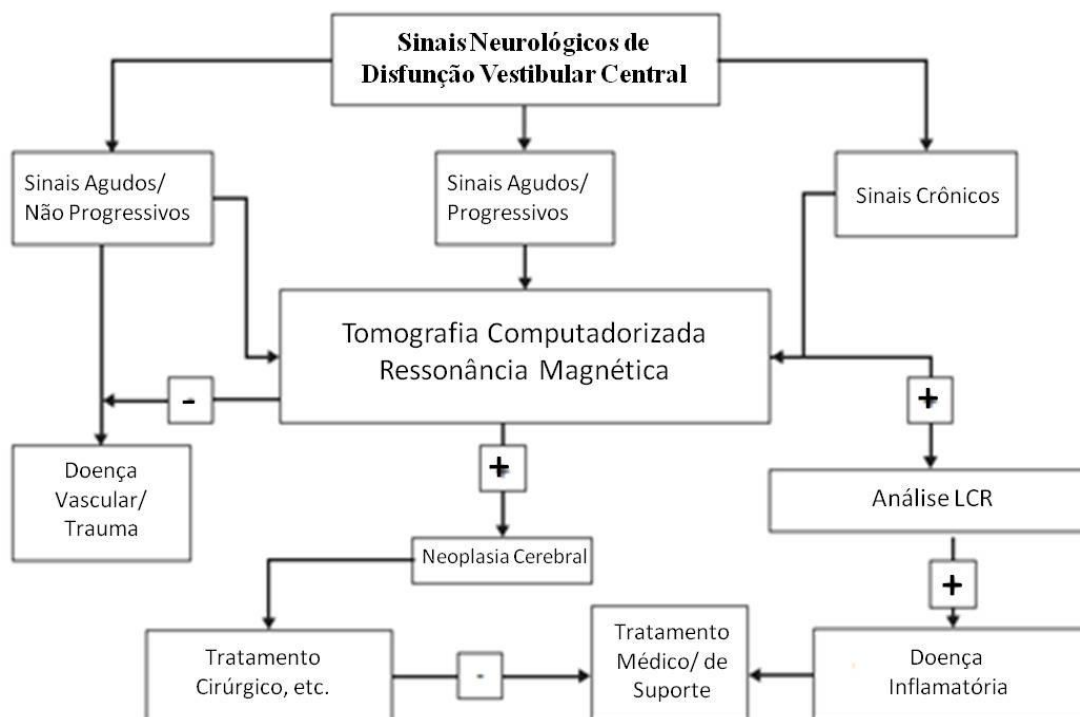 Sinais Neurológicos de
Disfunção Vestibular Central
Sinais Agudos/
Não Progressivos
Sinais Agudos/
Progressivos
Sinais Crônicos
Tomografia Computadorizada
Ressonância Magnética
-
+
+
Doença
Vascular/
Trauma
Análise LCR
Neoplasia Cerebral
+
Tratamento
Cirúrgico, etc.
-
Tratamento
Médico/ de
Suporte
Doença
Inflamatória